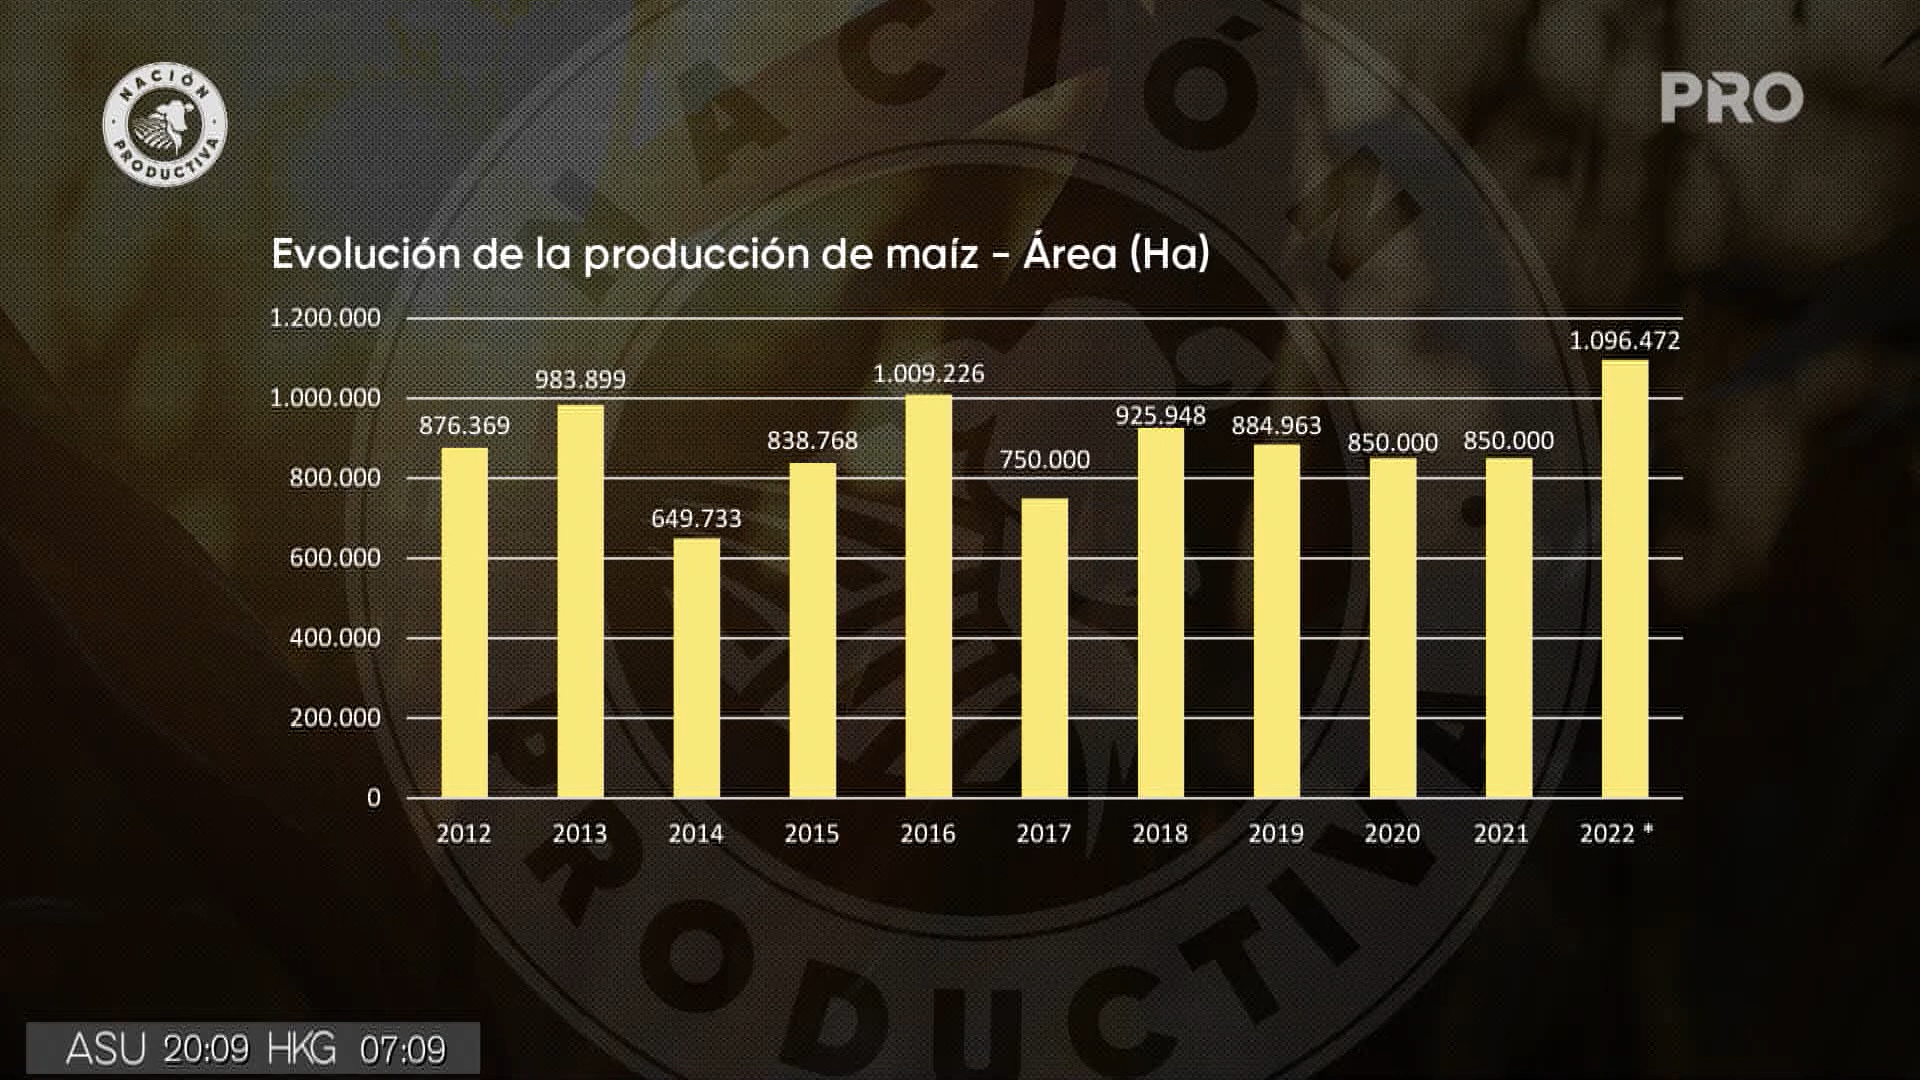 NACIÓN
PRODUCTIVA
PRO
NACIÓN
PRODUCTIVA
Evolución de la producción de maíz - Área (Ha)
1.200.000
1.000.000
800.000
600.000
400.000
200.000
0
876.369
983.899
649.733
838.768
1.009.226
750.000
925.948
884.963
850.000
850.000
1.096.472
2012 2013 2014 2015 2016 2017 2018 2019 2020 2021 2022 *
ASU 20:09 HKG 07:09